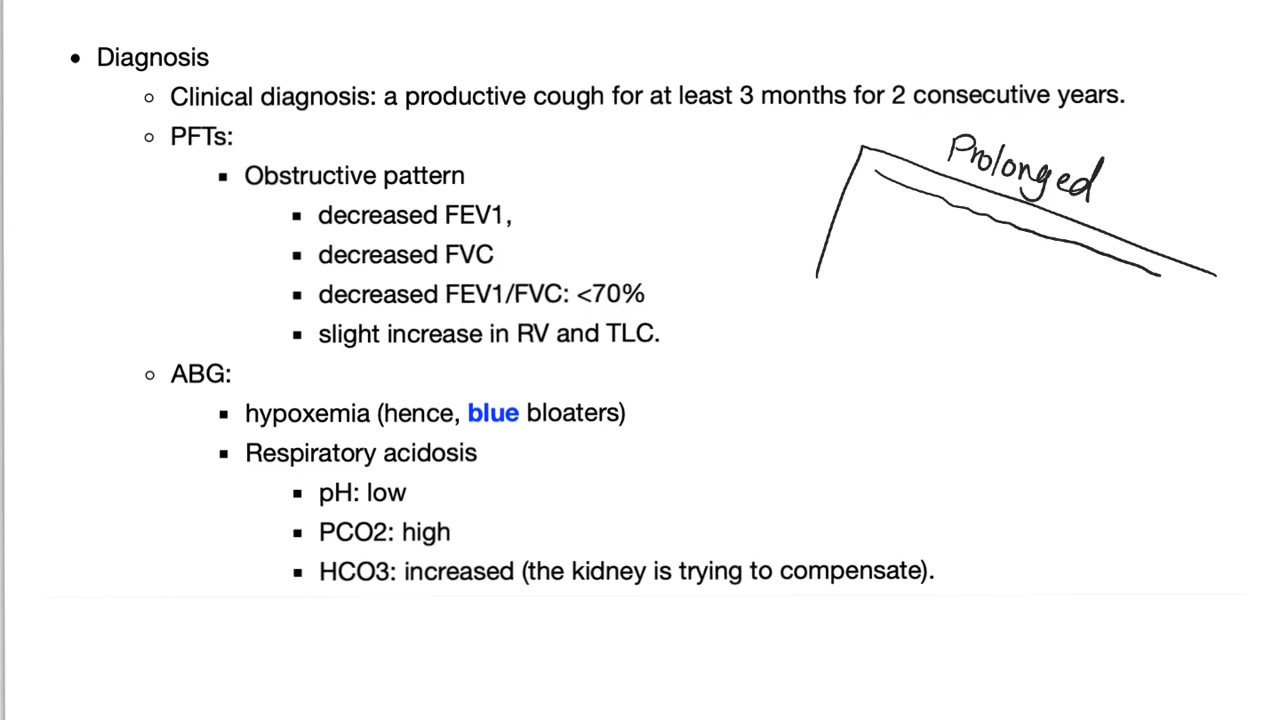 Diagnosis
Clinical diagnosis: a productive cough for at least 3 months for 2 consecutive years.
PFTs:
Prolonged
Obstructive pattern
decreased FEV1,
decreased FVC
decreased FEV1/FVC: <70%
slight increase in RV and TLC.
ABG:
hypoxemia (hence, blue bloaters)
Respiratory acidosis
pH: low
PCO2: high
HCO3: increased (the kidney is trying to compensate).